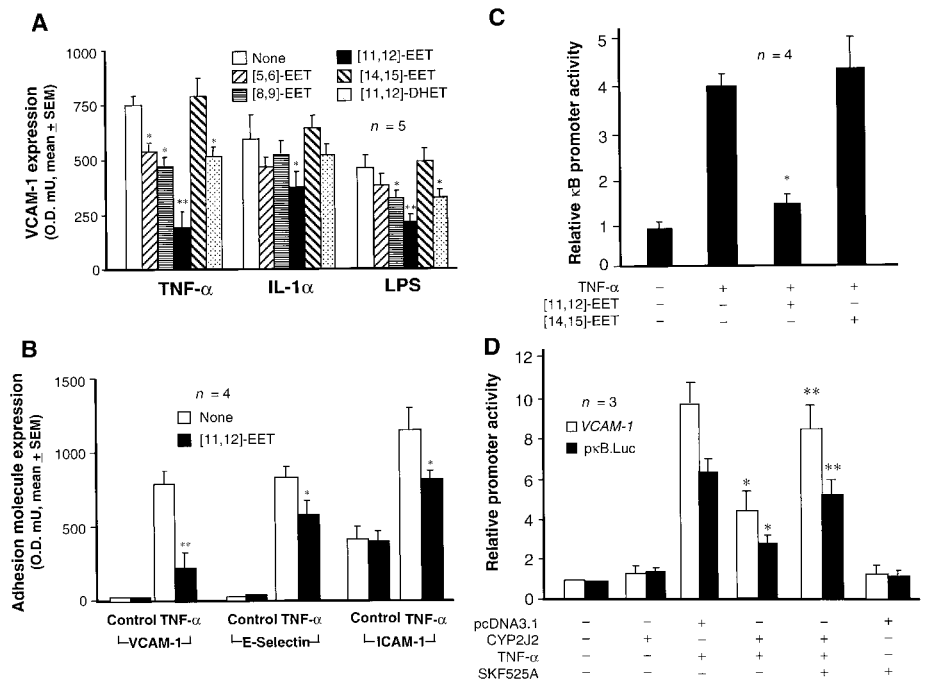 A
VCAM-1 expression
(O.D. mU, mean ± SEM)
1000
750
500
250
0
None
[5,6]-EET
[8,9]-EET
[11,12]-EET
[14,15]-EET
[11,12]-DHET
n = 5
* * ** *
*
* ** *
TNF-α IL-1α LPS
B
Adhesion molecule expression
(O.D. mU, mean ± SEM)
1500
1000
500
0
n = 4
None
[11,12]-EET
** * *
Control TNF-α Control TNF-α Control TNF-α
VCAM-1 E-Selectin ICAM-1
C
Relative κB promoter activity
5
4
2
1
0
n = 4
*
TNF-α – + + +
[11,12]-EET – – + –
[14,15]-EET – – – +
D
Relative promoter activity
12
10
8
6
4
2
0
n = 3
VCAM-1
pκB.Luc
* * ** **
pcDNA3.1 – – + – – +
CYP2J2 – + – + + –
TNF-α – – + + + –
SKF525A – – – – + +